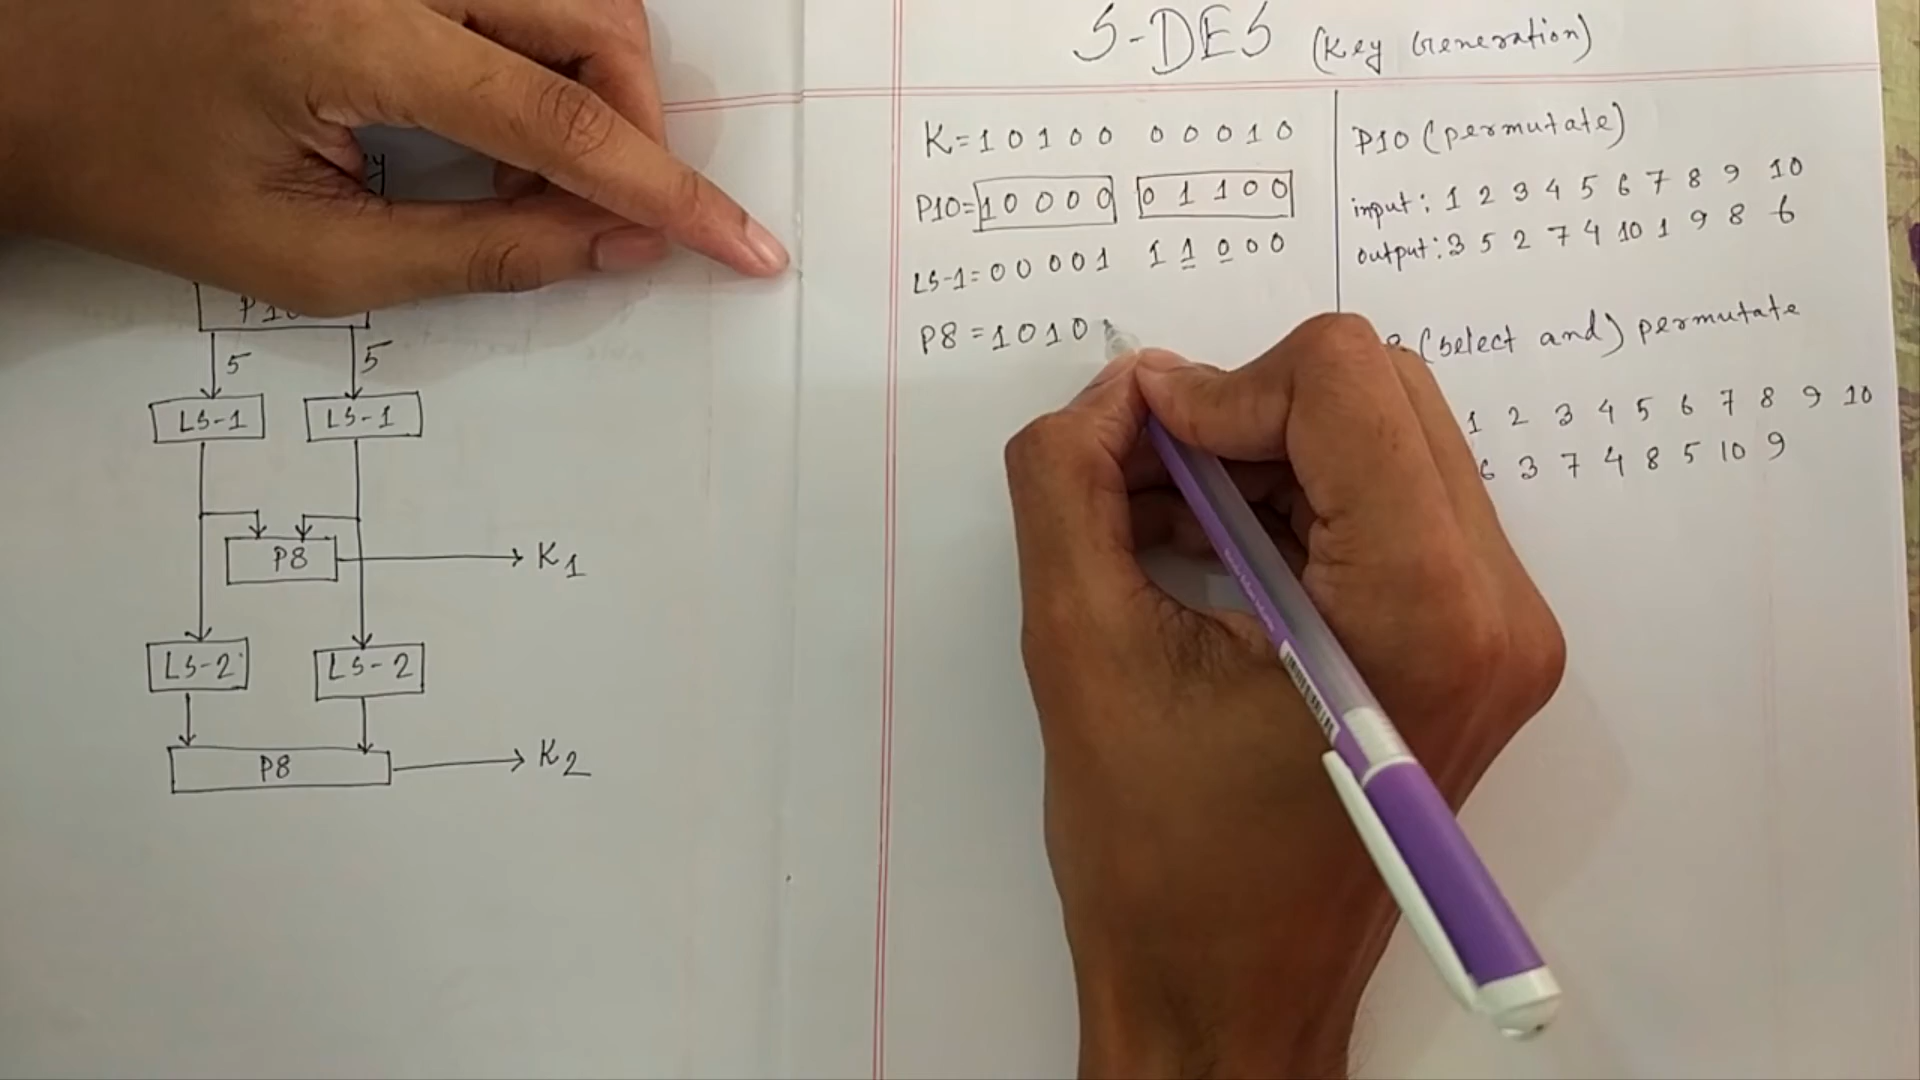 S-DES (Key Generation)
P10
5 5
LS-1 LS-1
P8 → K1
LS-2 LS-2
P8 → K2
K = 1 0 1 0 0 0 0 0 1 0
P10 = 1 0 0 0 0 0 1 1 0 0
LS-1 = 0 0 0 0 1 1 1 0 0 0
P8 = 1 0 1 0
P10 (permutate)
input : 1 2 3 4 5 6 7 8 9 10
output : 3 5 2 7 4 10 1 9 8 6
(select and) permutate
1 2 3 4 5 6 7 8 9 10
6 3 7 4 8 5 10 9